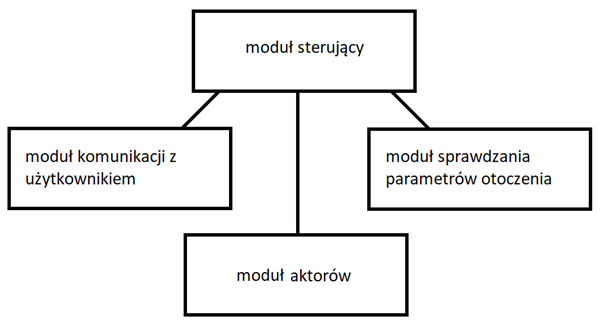 moduł sterujący
moduł komunikacji z
użytkownikiem
moduł sprawdzania
parametrów otoczenia
moduł aktorów